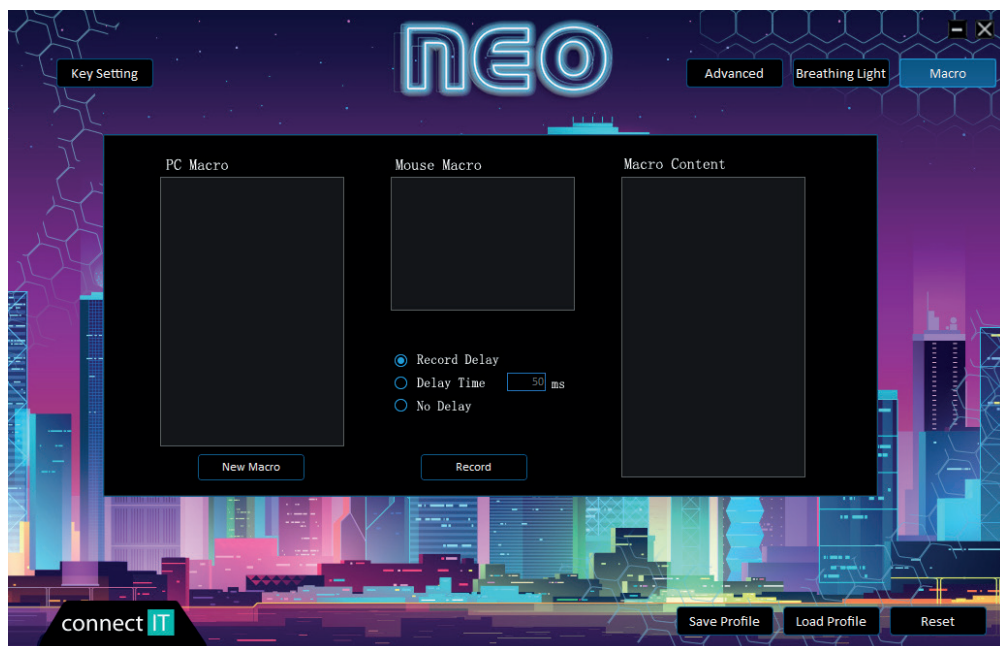 NEO
Key Setting
Advanced
Breathing Light
Macro
PC Macro
Mouse Macro
Macro Content
Record Delay
Delay Time 50 ms
No Delay
New Macro
Record
connect IT
Save Profile
Load Profile
Reset